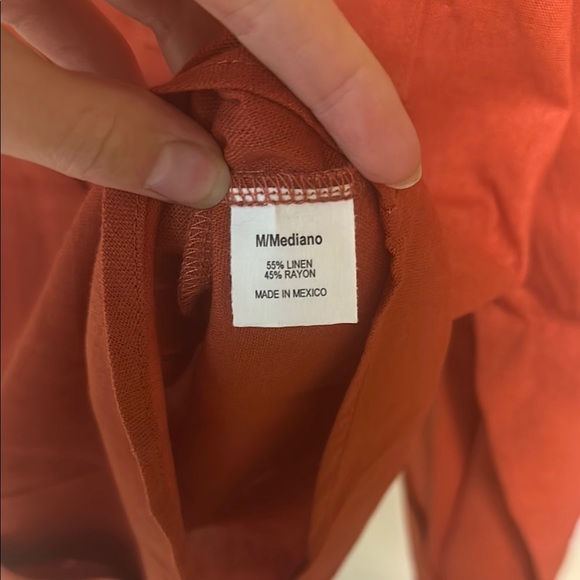 M/Mediano
55% LINEN
45% RAYON
MADE IN MEXICO